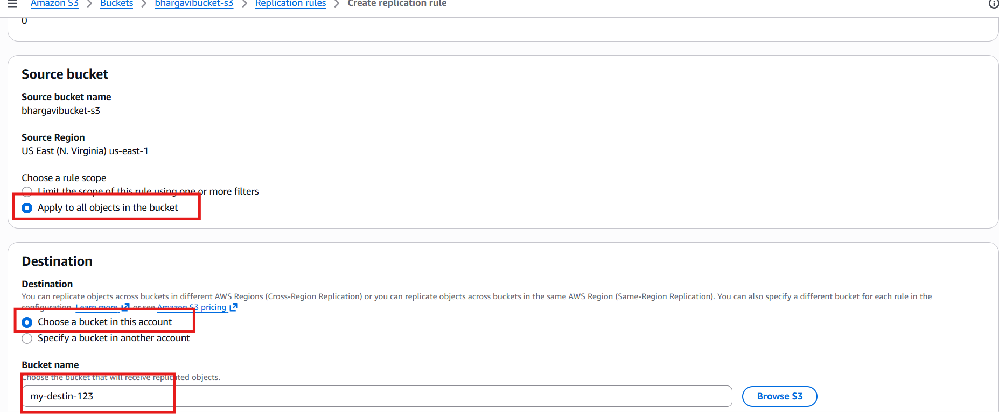 Amazon S3 > Buckets > bhargavibucket-s3 > Replication rules > Create replication rule
0
Source bucket
Source bucket name
bhargavibucket-s3
Source Region
US East (N. Virginia) us-east-1
Choose a rule scope
Limit the scope of this rule using one or more filters
Apply to all objects in the bucket
Destination
Destination
You can replicate objects across buckets in different AWS Regions (Cross-Region Replication) or you can replicate objects across buckets in the same AWS Region (Same-Region Replication). You can also specify a different bucket for each rule in the
configuration. Learn more or see Amazon S3 pricing
Choose a bucket in this account
Specify a bucket in another account
Bucket name
Choose the bucket that will receive replicated objects.
my-destin-123
Browse S3